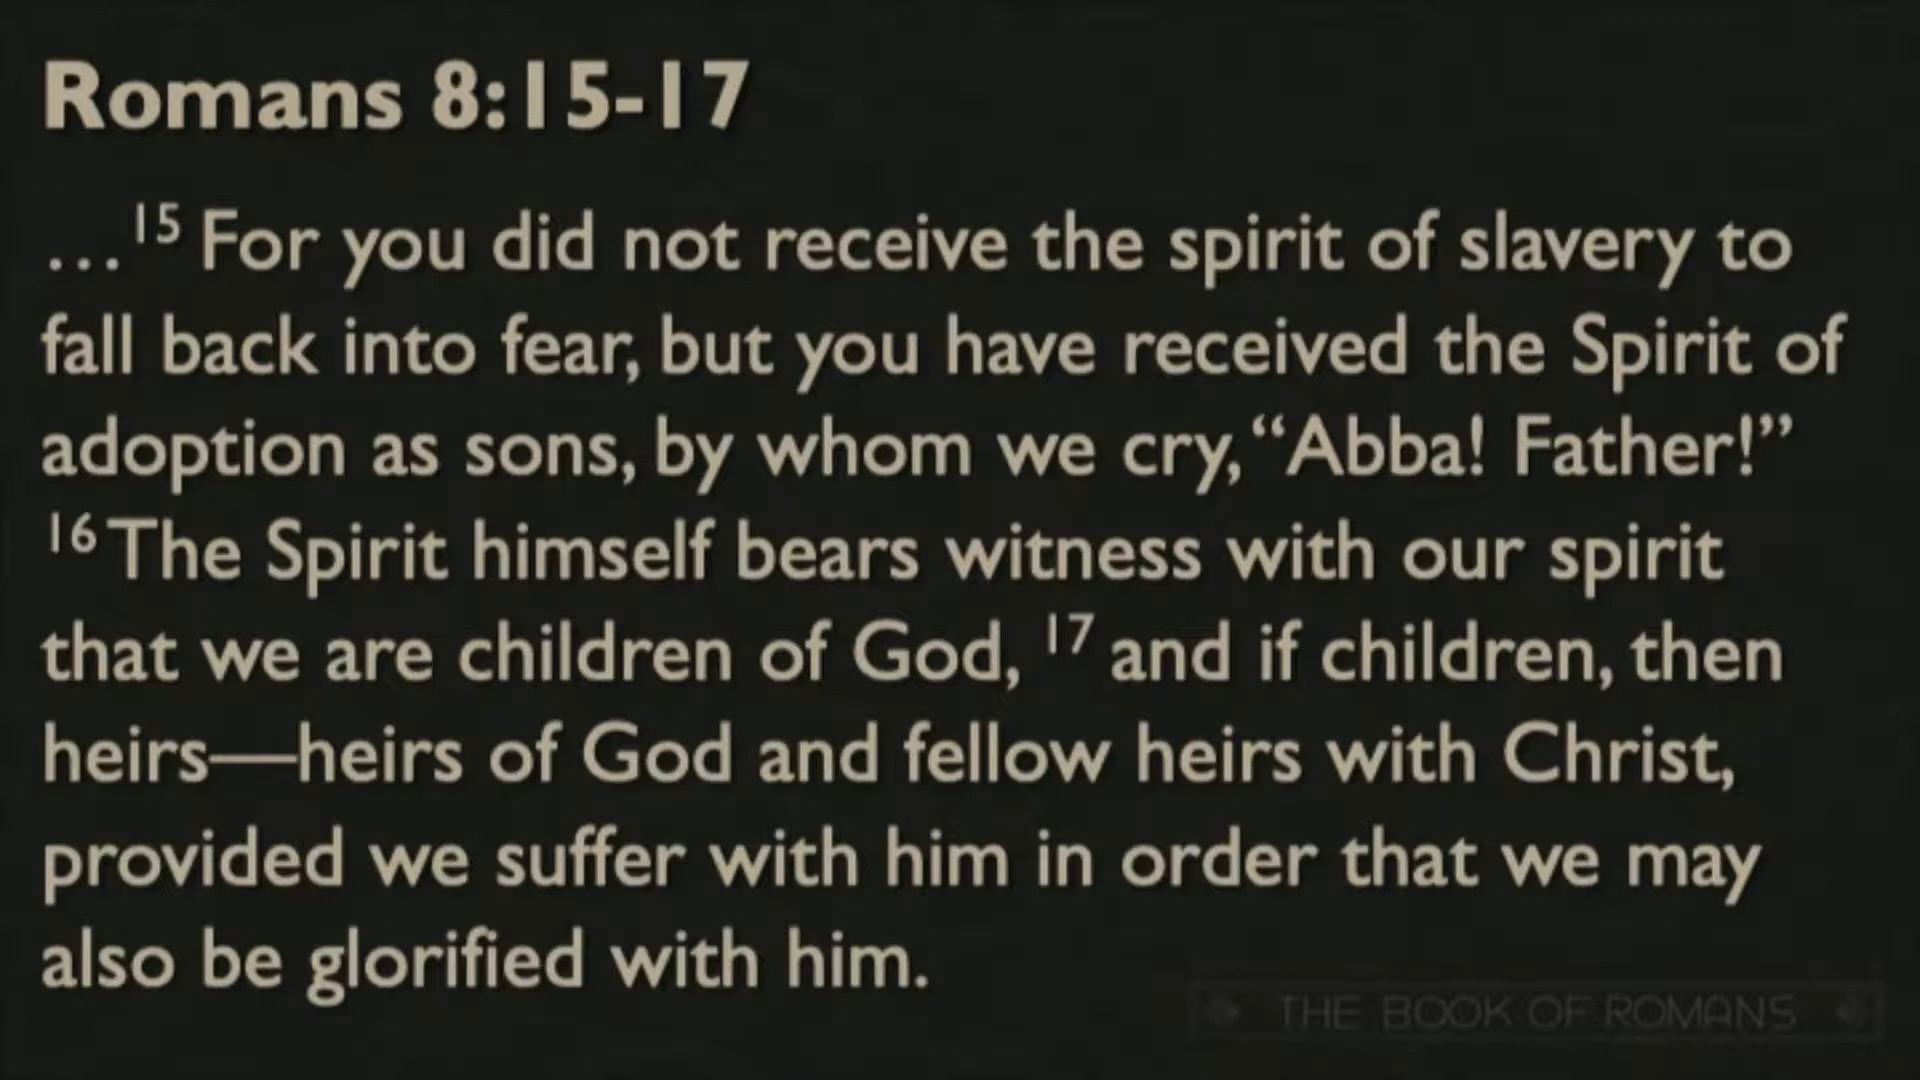 Romans 8:15-17
...15 For you did not receive the spirit of slavery to
fall back into fear, but you have received the Spirit of
adoption as sons, by whom we cry, “Abba! Father!”
16 The Spirit himself bears witness with our spirit
that we are children of God, 17 and if children, then
heirs—heirs of God and fellow heirs with Christ,
provided we suffer with him in order that we may
also be glorified with him.
THE BOOK OF ROMANS